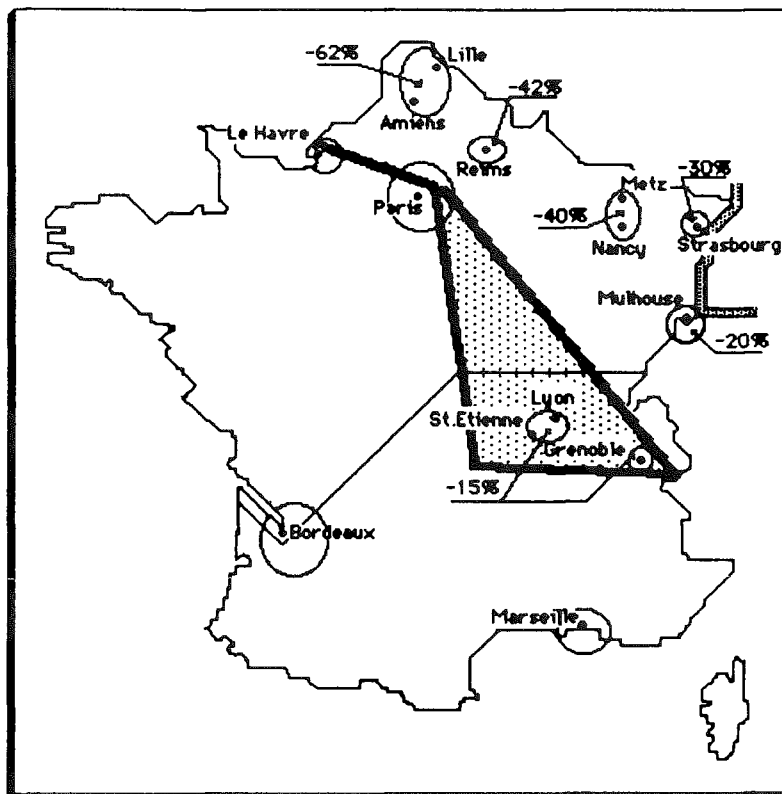 Lille
-62%
-42%
Amiens
Le Havre
Reims
-30%
Metz
Paris
-40%
Nancy
Strasbourg
Mulhouse
-20%
Lyon
St.Etienne
Grenoble
-15%
Bordeaux
Marseille